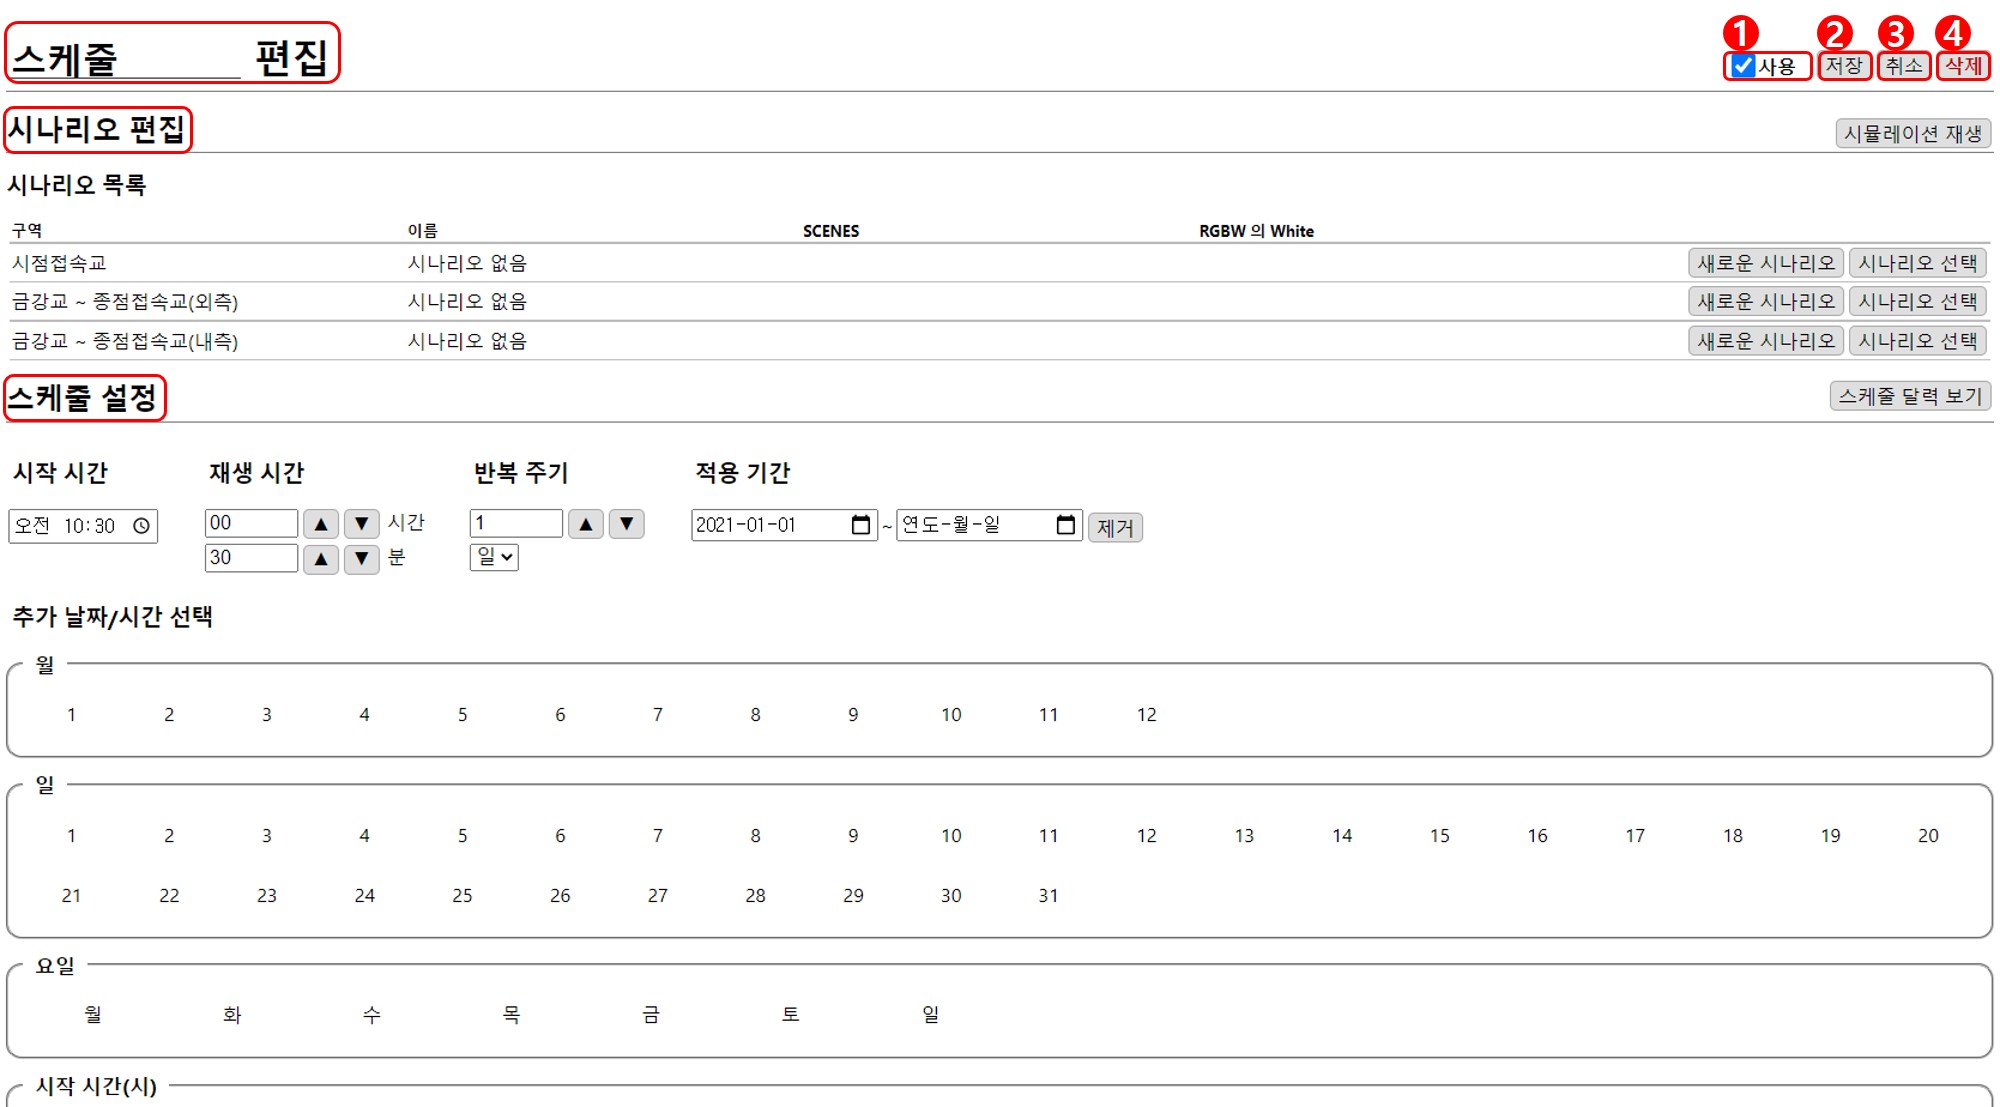 스케줄 편집
1 2 3 4
사용 저장 취소 삭제
시나리오 편집
시뮬레이션 재생
시나리오 목록
구역 이름 SCENES RGBW 의 White
시점접속교 시나리오 없음 새로운 시나리오 시나리오 선택
금강교 ~ 종점접속교(외측) 시나리오 없음 새로운 시나리오 시나리오 선택
금강교 ~ 종점접속교(내측) 시나리오 없음 새로운 시나리오 시나리오 선택
스케줄 설정
스케줄 달력 보기
시작 시간 재생 시간 반복 주기 적용 기간
오전 10:30 00 ▲ ▼ 시간 1 ▲ ▼ 2021-01-01 ~ 연도-월-일 제거
30 ▲ ▼ 분 일
추가 날짜/시간 선택
월
1 2 3 4 5 6 7 8 9 10 11 12
일
1 2 3 4 5 6 7 8 9 10 11 12 13 14 15 16 17 18 19 20
21 22 23 24 25 26 27 28 29 30 31
요일
월 화 수 목 금 토 일
시작 시간(시)